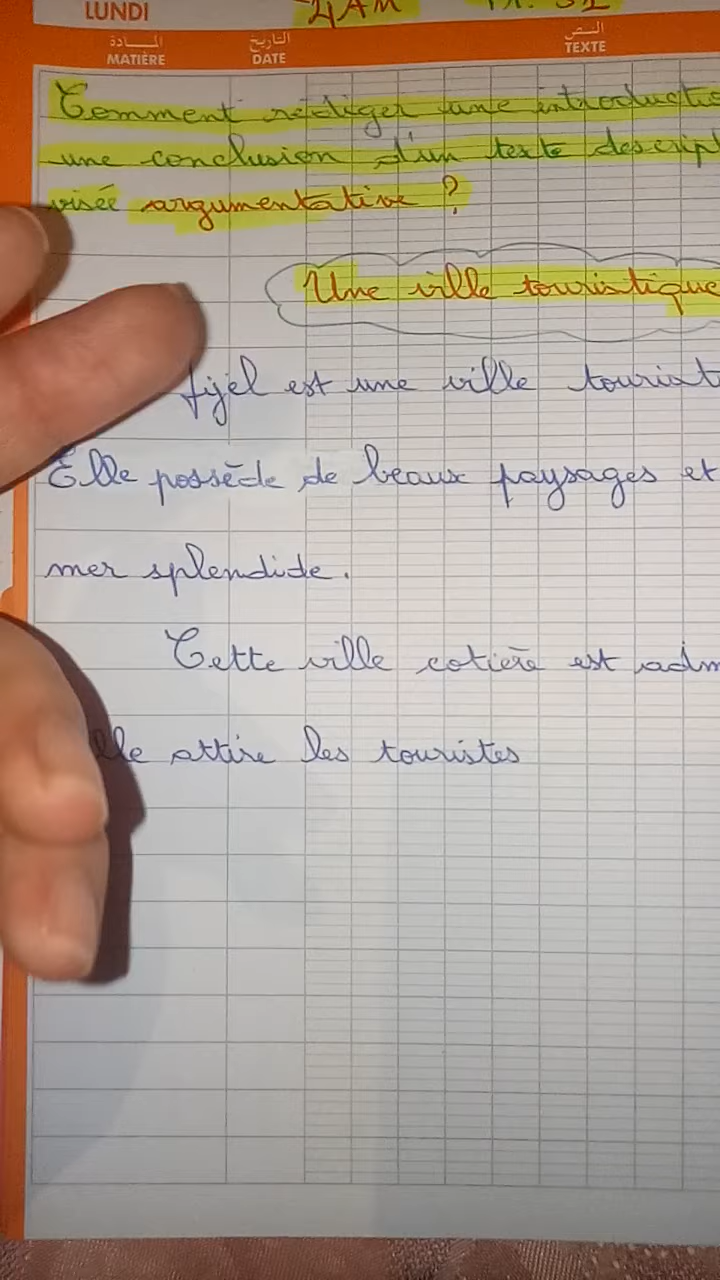 LUNDI 4AM
المادة التاريخ النص
MATIÈRE DATE TEXTE
Comment rédiger une introductio
une conclusion d'un texte descript
visée argumentative ?
Une ville touristique
Jijel est une ville tourist
Elle possède de beaux paysages et
mer splendide.
Cette ville cotière est adm
lle attire les touristes